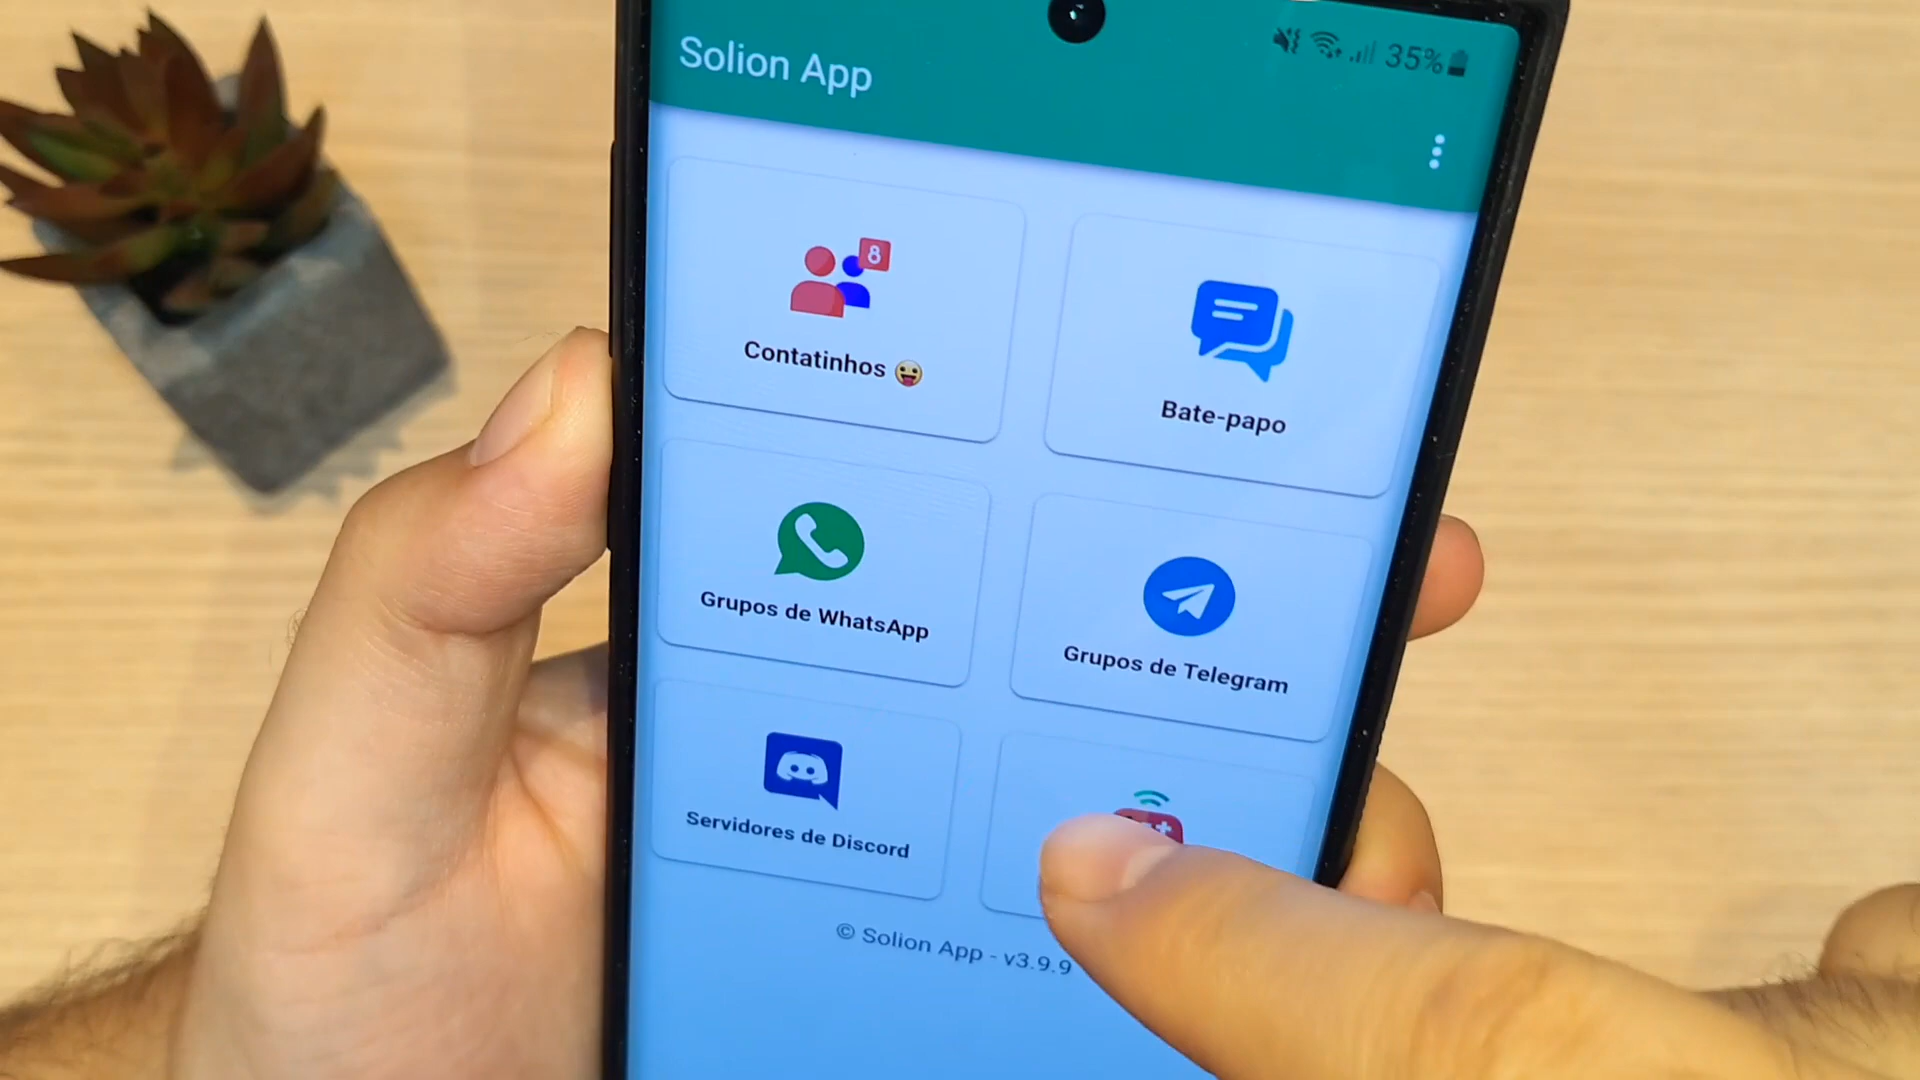 Solion App
35%
8
Contatinhos 😛
Bate-papo
Grupos de WhatsApp
Grupos de Telegram
Servidores de Discord
© Solion App - v3.9.9